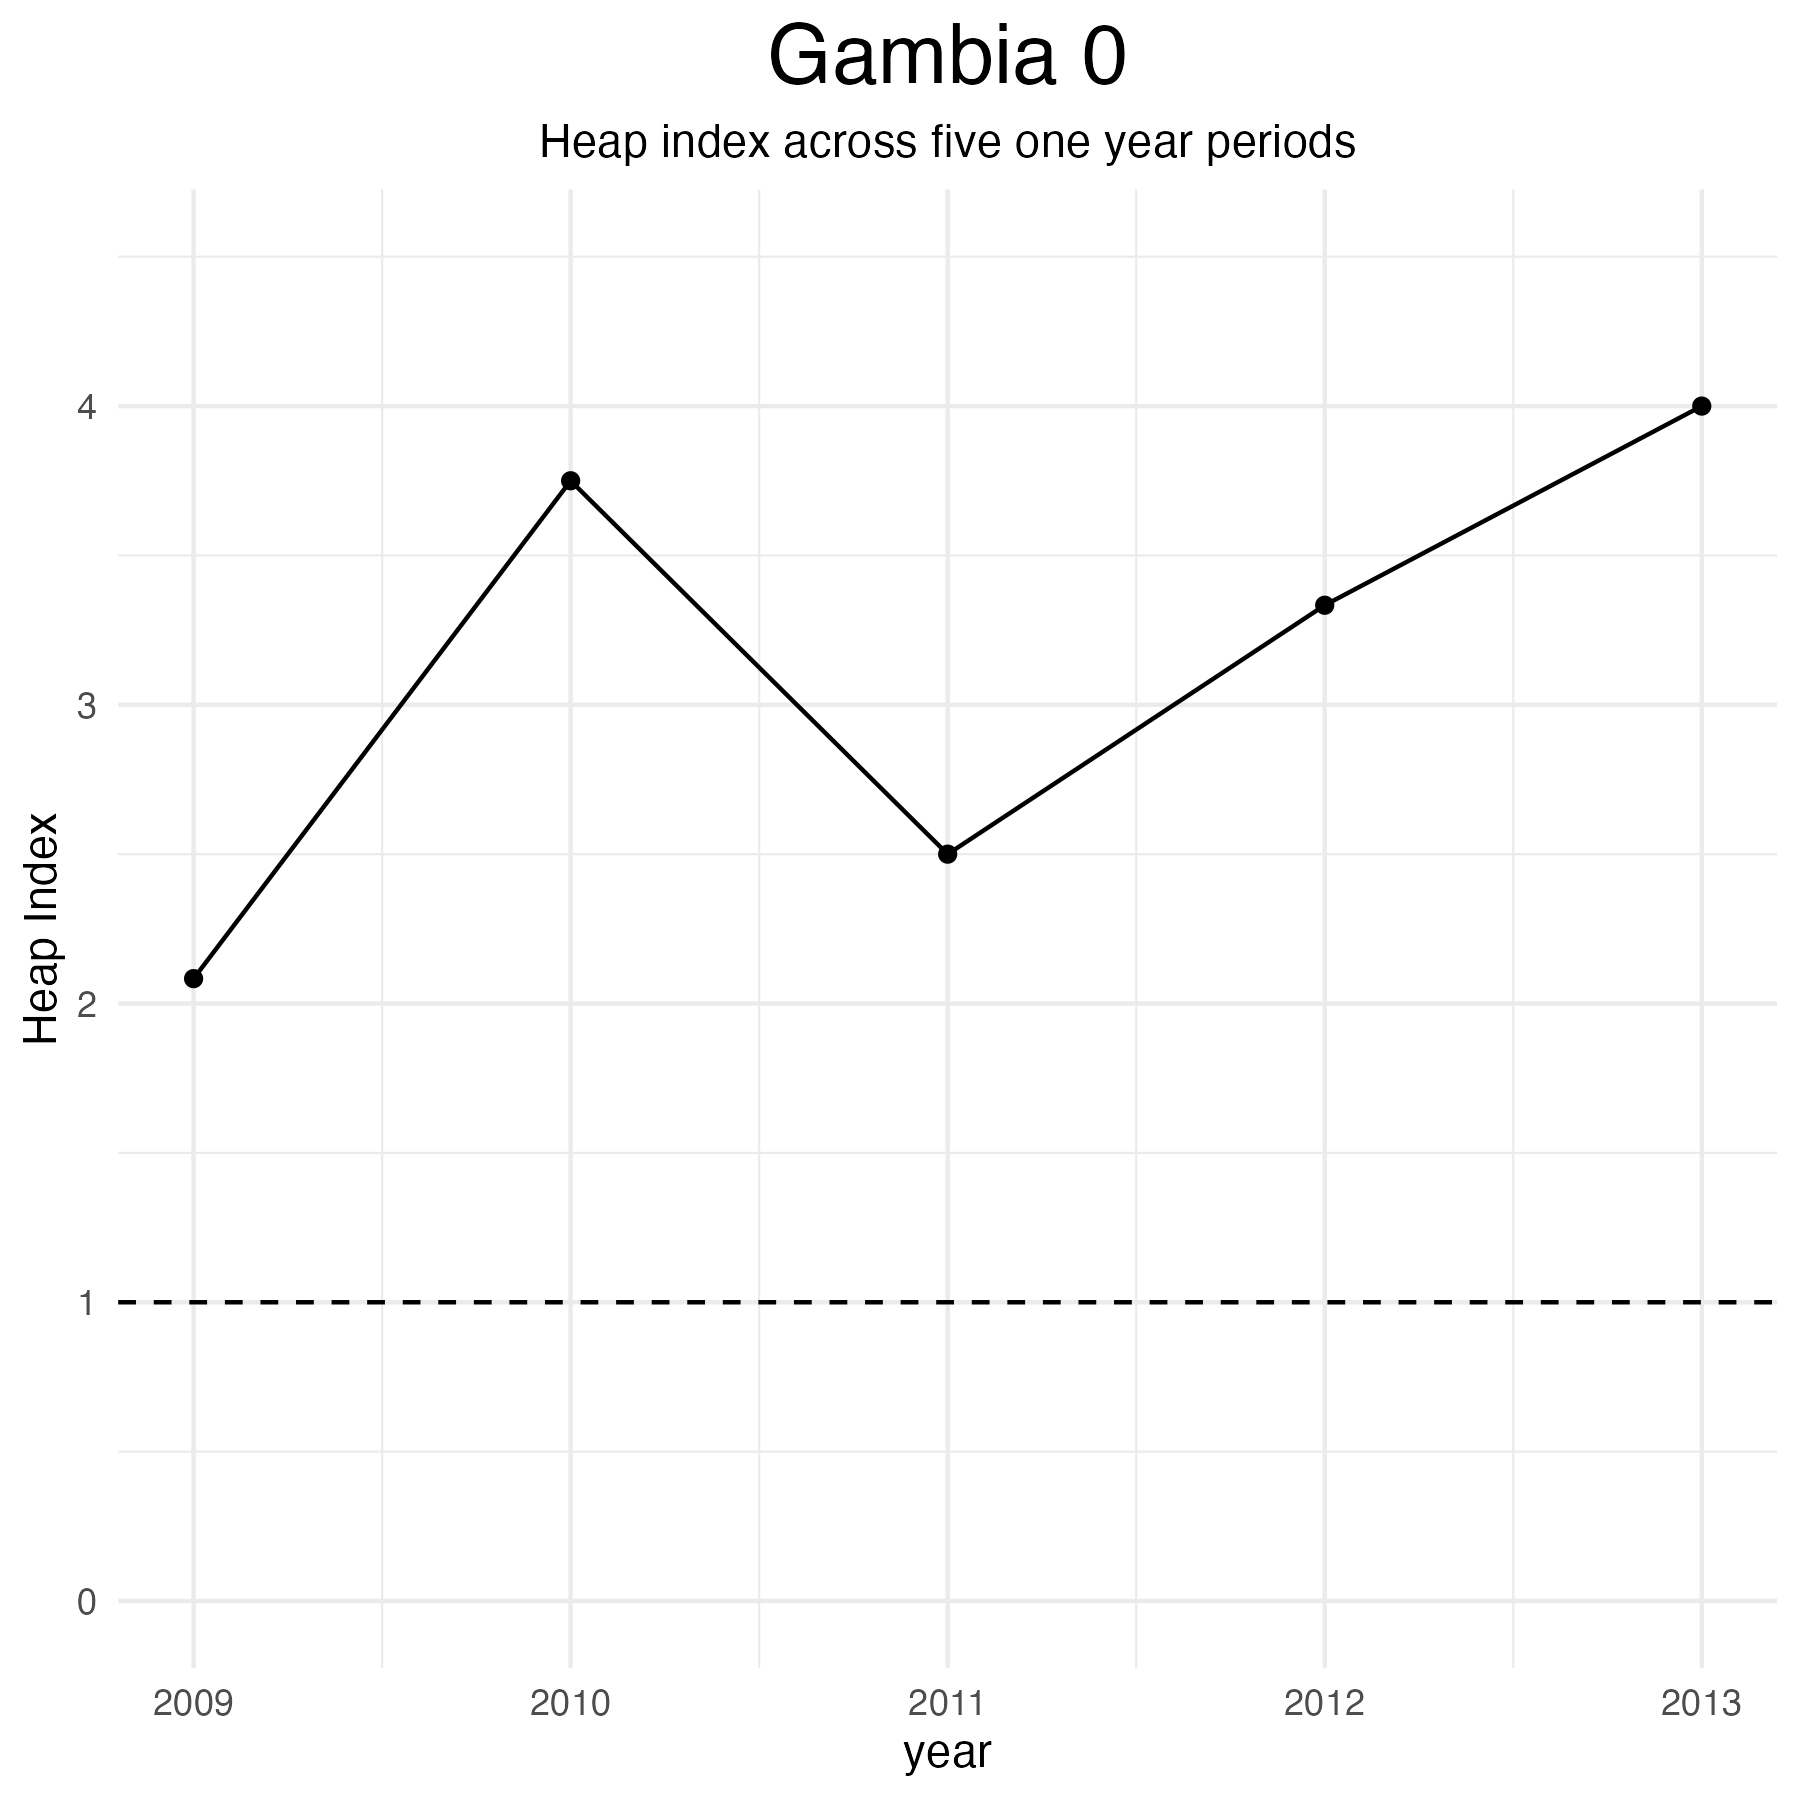 Gambia 0
Heap index across five one year periods
Heap Index
4
3
2
1
0
2009 2010 2011 2012 2013
year